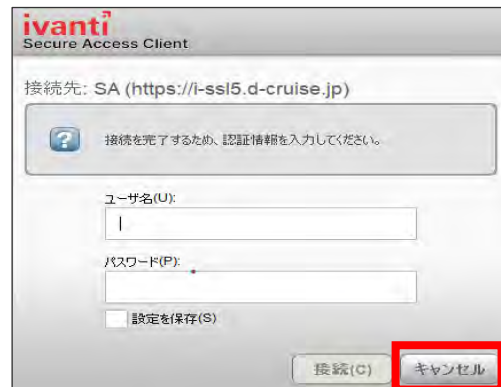 ivanti
Secure Access Client
接続先: SA (https://i-ssl5.d-cruise.jp)
接続を完了するため、認証情報を入力してください。
ユーザ名(U):
パスワード(P):
設定を保存(S)
接続(C)
キャンセル